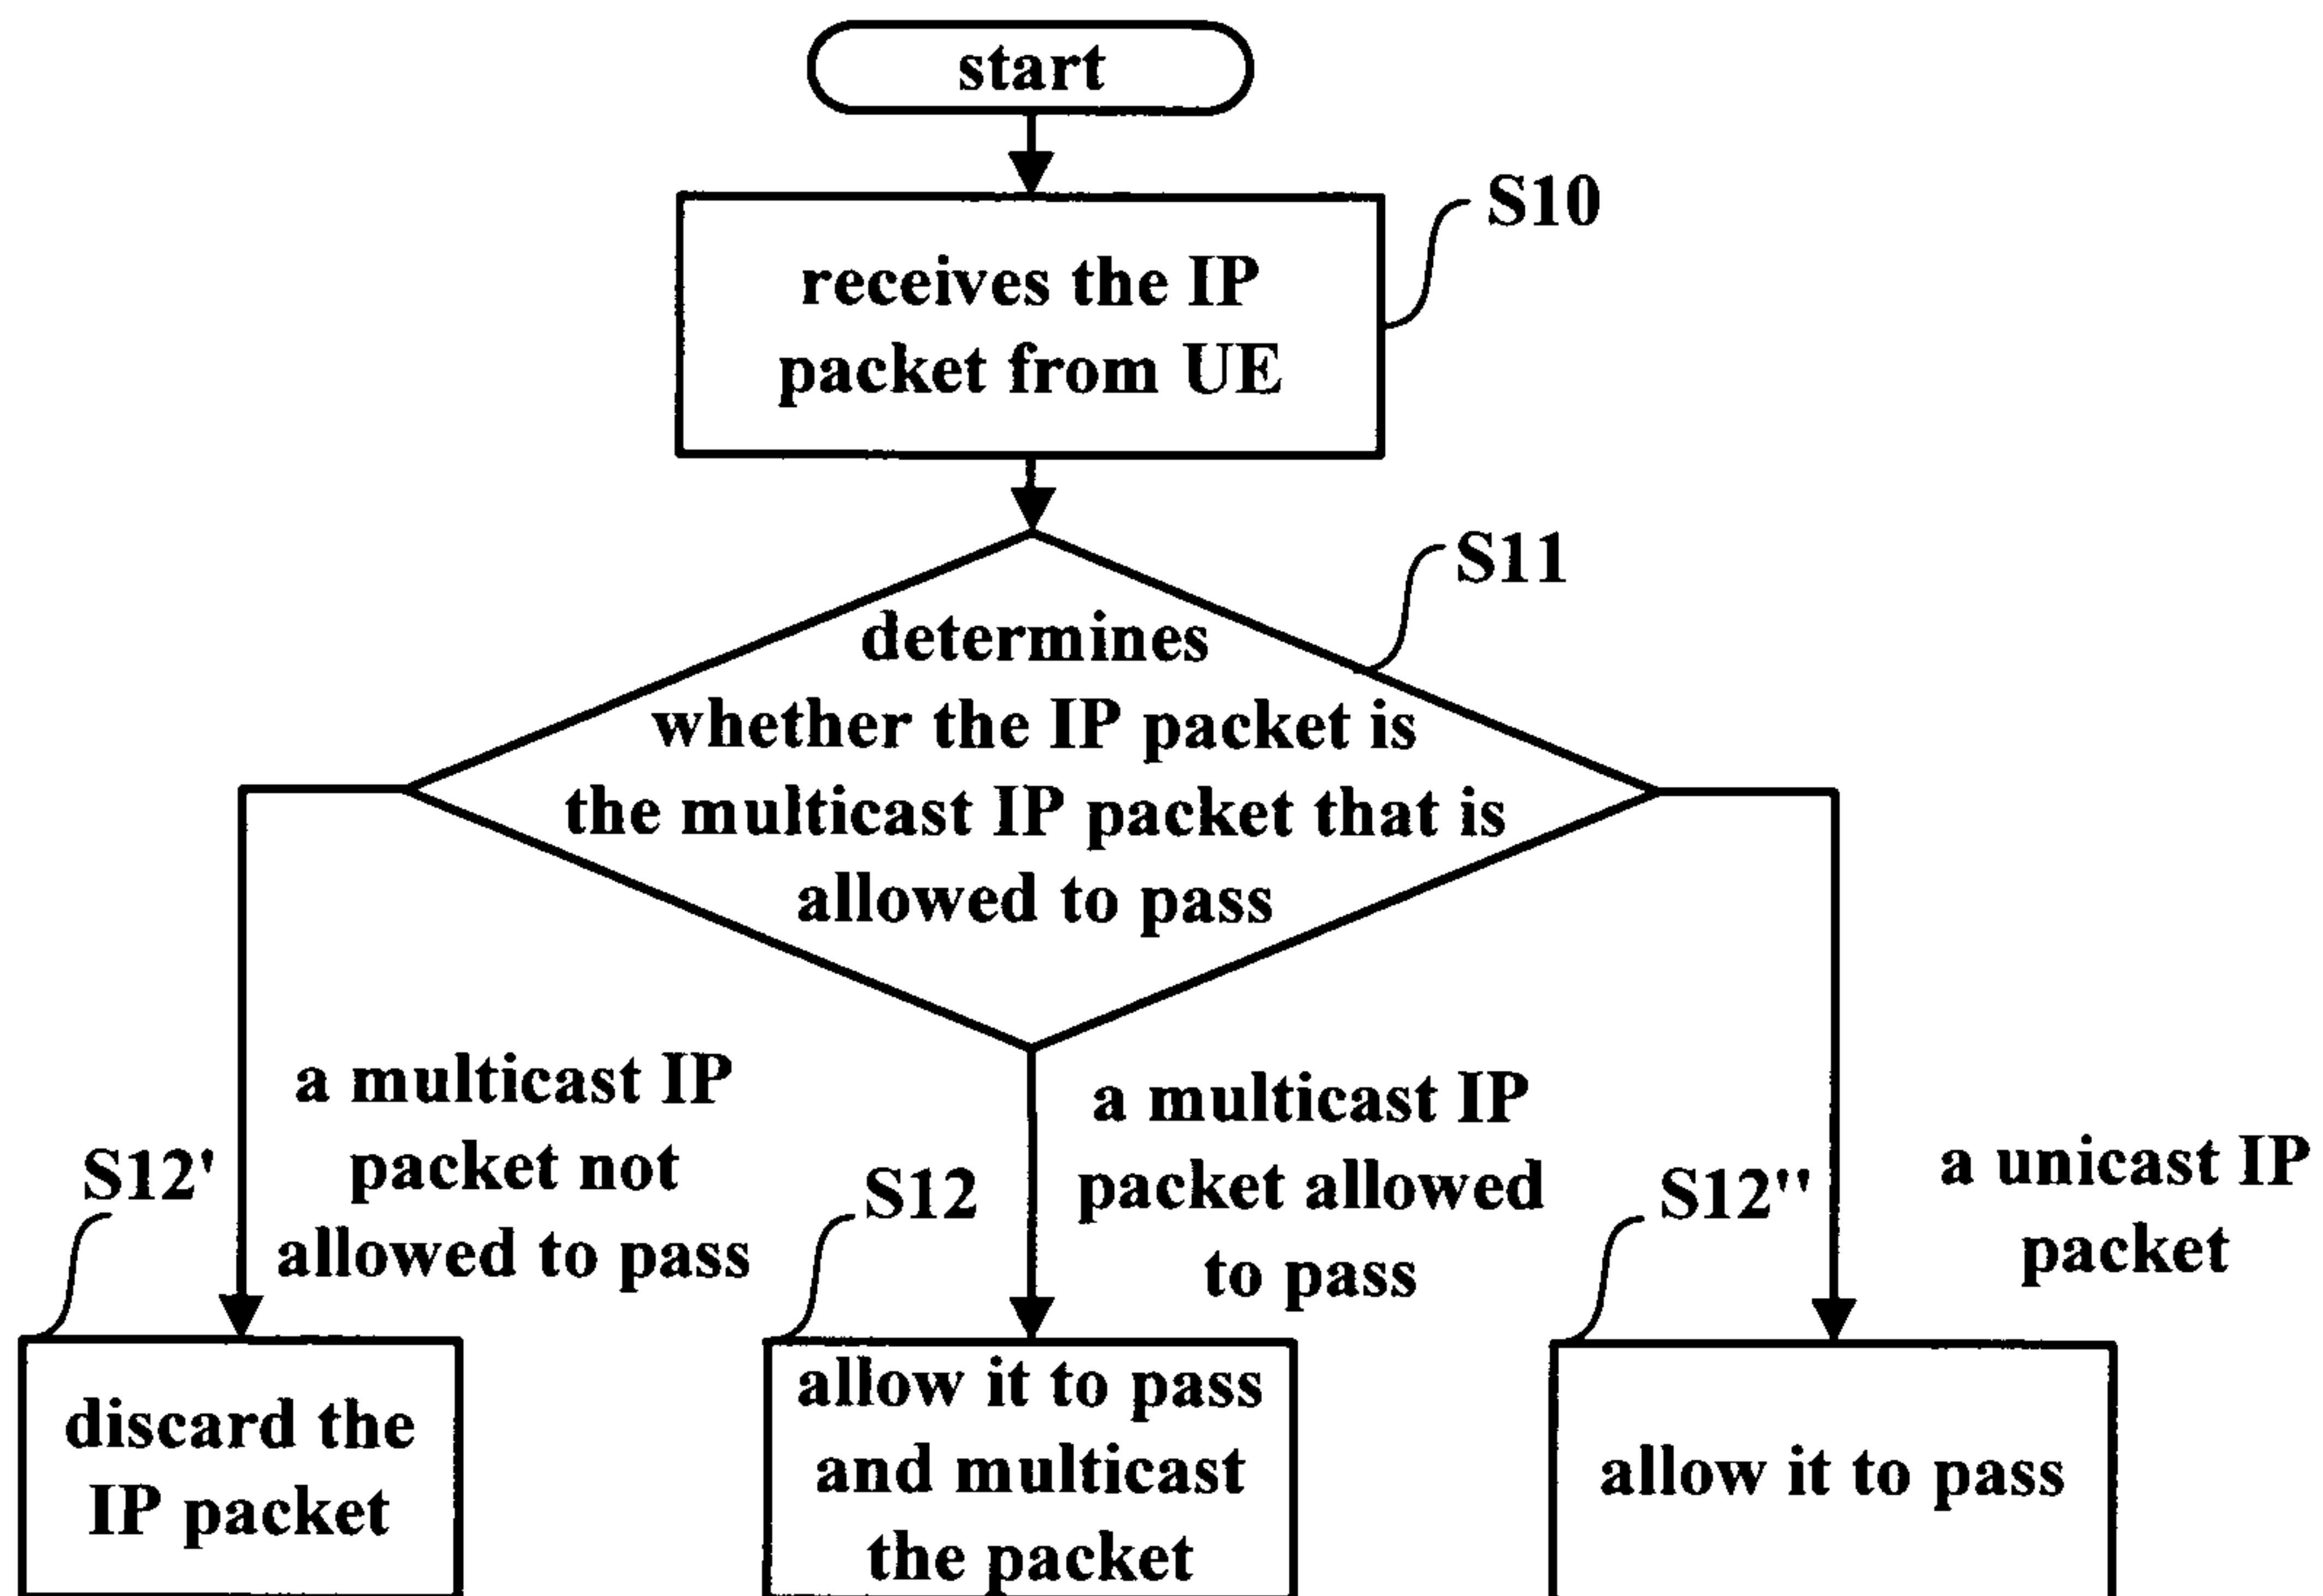 start
S10
receives the IP
packet from UE
S11
determines
whether the IP packet is
the multicast IP packet that is
allowed to pass
a multicast IP
packet not
allowed to pass
a multicast IP
packet allowed
to pass
a unicast IP
packet
S12'
S12
S12''
discard the
IP packet
allow it to pass
and multicast
the packet
allow it to pass